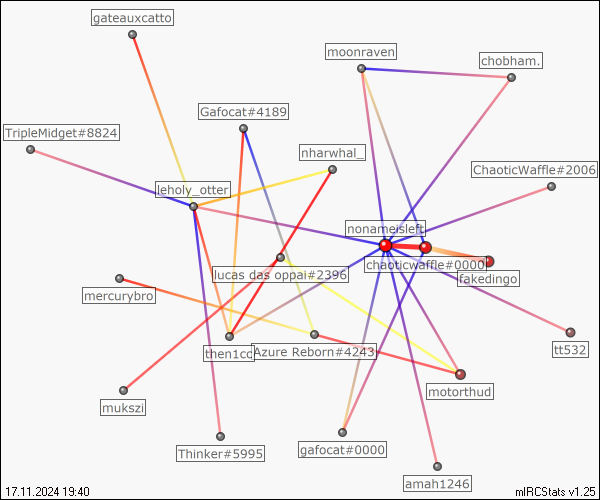 gateauxcatto
moonraven
chobham.
Gafocat#4189
TripleMidget#8824
nharwhal_
ChaoticWaffle#2006
leholy_otter
nonameisleft
chaoticwaffle#0000
lucas das oppai#2396
fakedingo
mercurybro
then1co
Azure Reborn#4243
tt532
motorthud
mukszi
Thinker#5995
gafocat#0000
amah1246
17.11.2024 19:40
mIRCStats v1.25